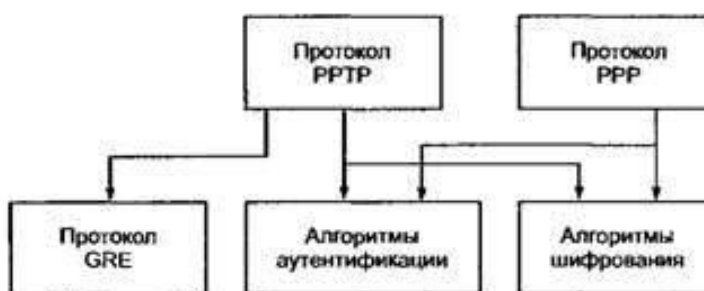 Протокол
PPTP
Протокол
PPP
Протокол
GRE
Алгоритмы
аутентификации
Алгоритмы
шифрования